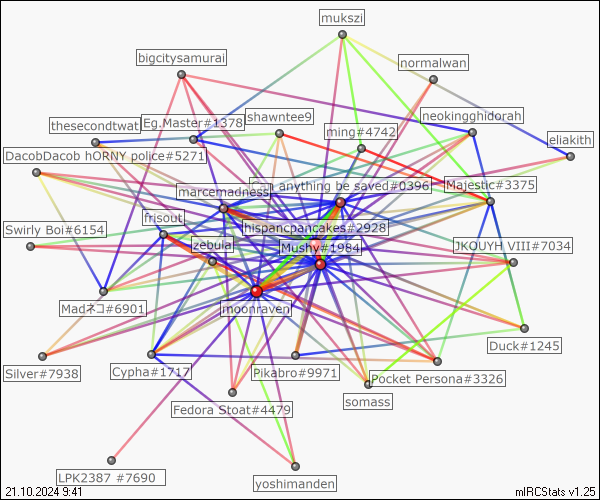 mukszi
bigcitysamurai
normalwan
neokingghidorah
shawntee9
Eg.Master#1378
thesecondtwat
ming#4742
eliakith
DacobDacob hORNY police#5271
anything be saved#0396
Majestic#3375
marcemadness
frisout
hispancpancakes#2928
Swirly Boi#6154
zebuia
Mushy#1984
JKOUYH VIII#7034
Madネコ#6901
moonraven
Duck#1245
Silver#7938
Cypha#1717
Pikabro#9971
Pocket Persona#3326
somass
Fedora Stoat#4479
LPK2387 #7690
yoshimanden
21.10.2024 9:41
mIRCStats v1.25